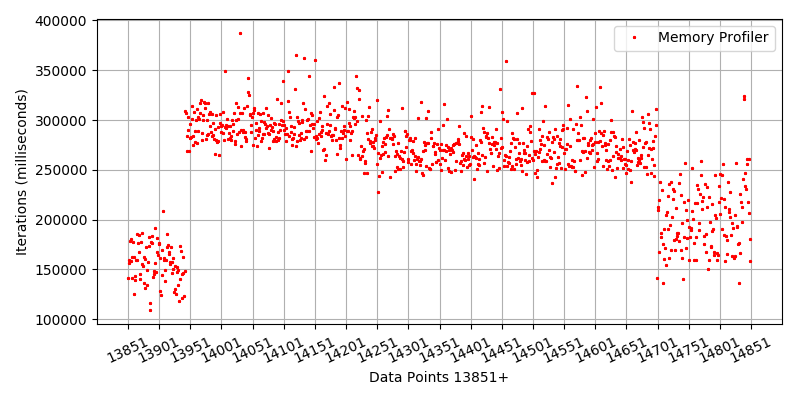 400000
350000
300000
250000
200000
150000
100000
Iterations (milliseconds)
Memory Profiler
13851 13901 13951 14001 14051 14101 14151 14201 14251 14301 14351 14401 14451 14501 14551 14601 14651 14701 14751 14801 14851
Data Points 13851+